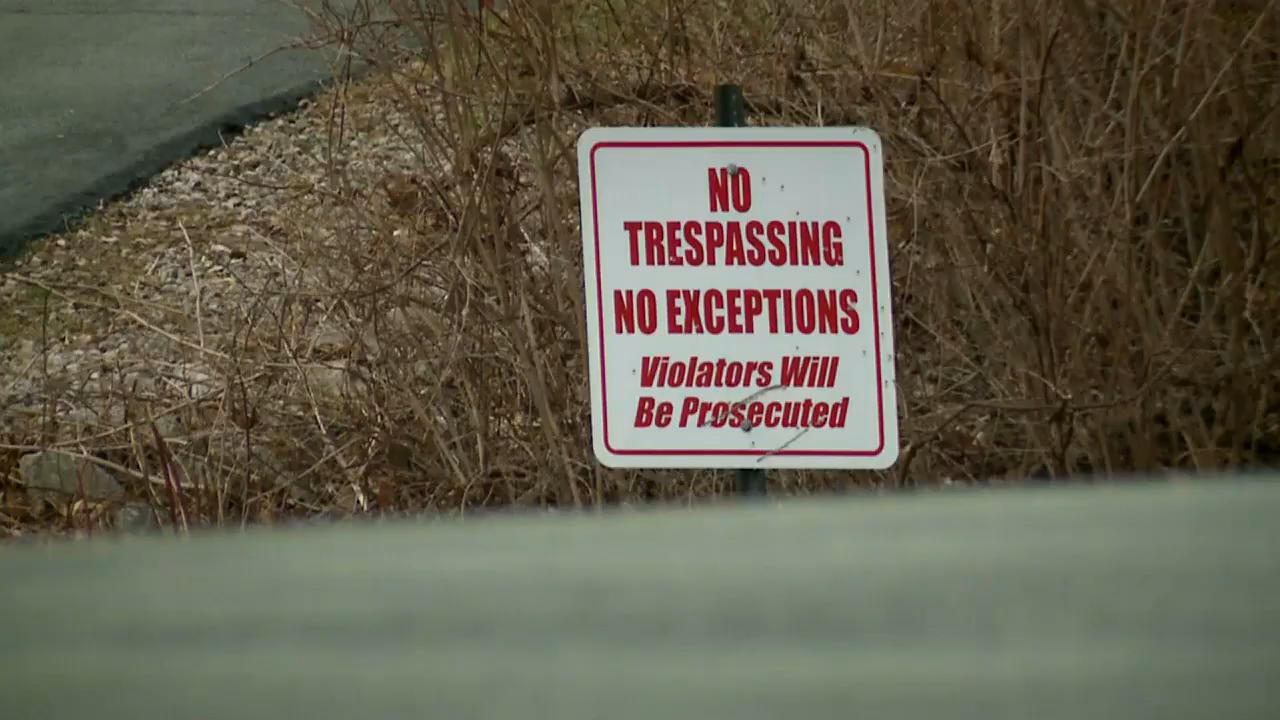 NO
TRESPASSING
NO EXCEPTIONS
Violators Will
Be Prosecuted